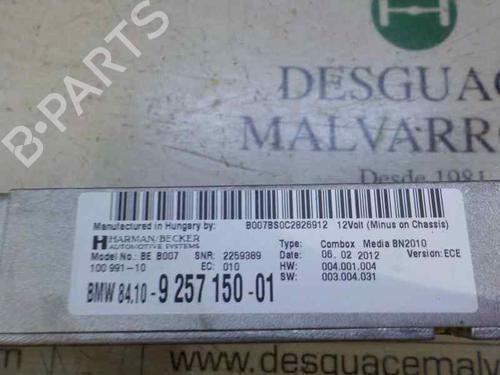 B-PARTS
DESGUAC
MALVARR
Desde 1981
Manufactured in Hungary by: B007BS0C2826912 12Volt (Minus on Chassis)
HARMAN/BECKER
AUTOMOTIVE SYSTEMS
Type: Combox Media BN2010
Model No.: BE B007 SNR: 2259389 Date: 06. 02 2012 Version: ECE
100 991-10 EC: 010 HW: 004.001.004
SW: 003.004.031
BMW 84.10- 9 257 150 -01
www.desguacemalv